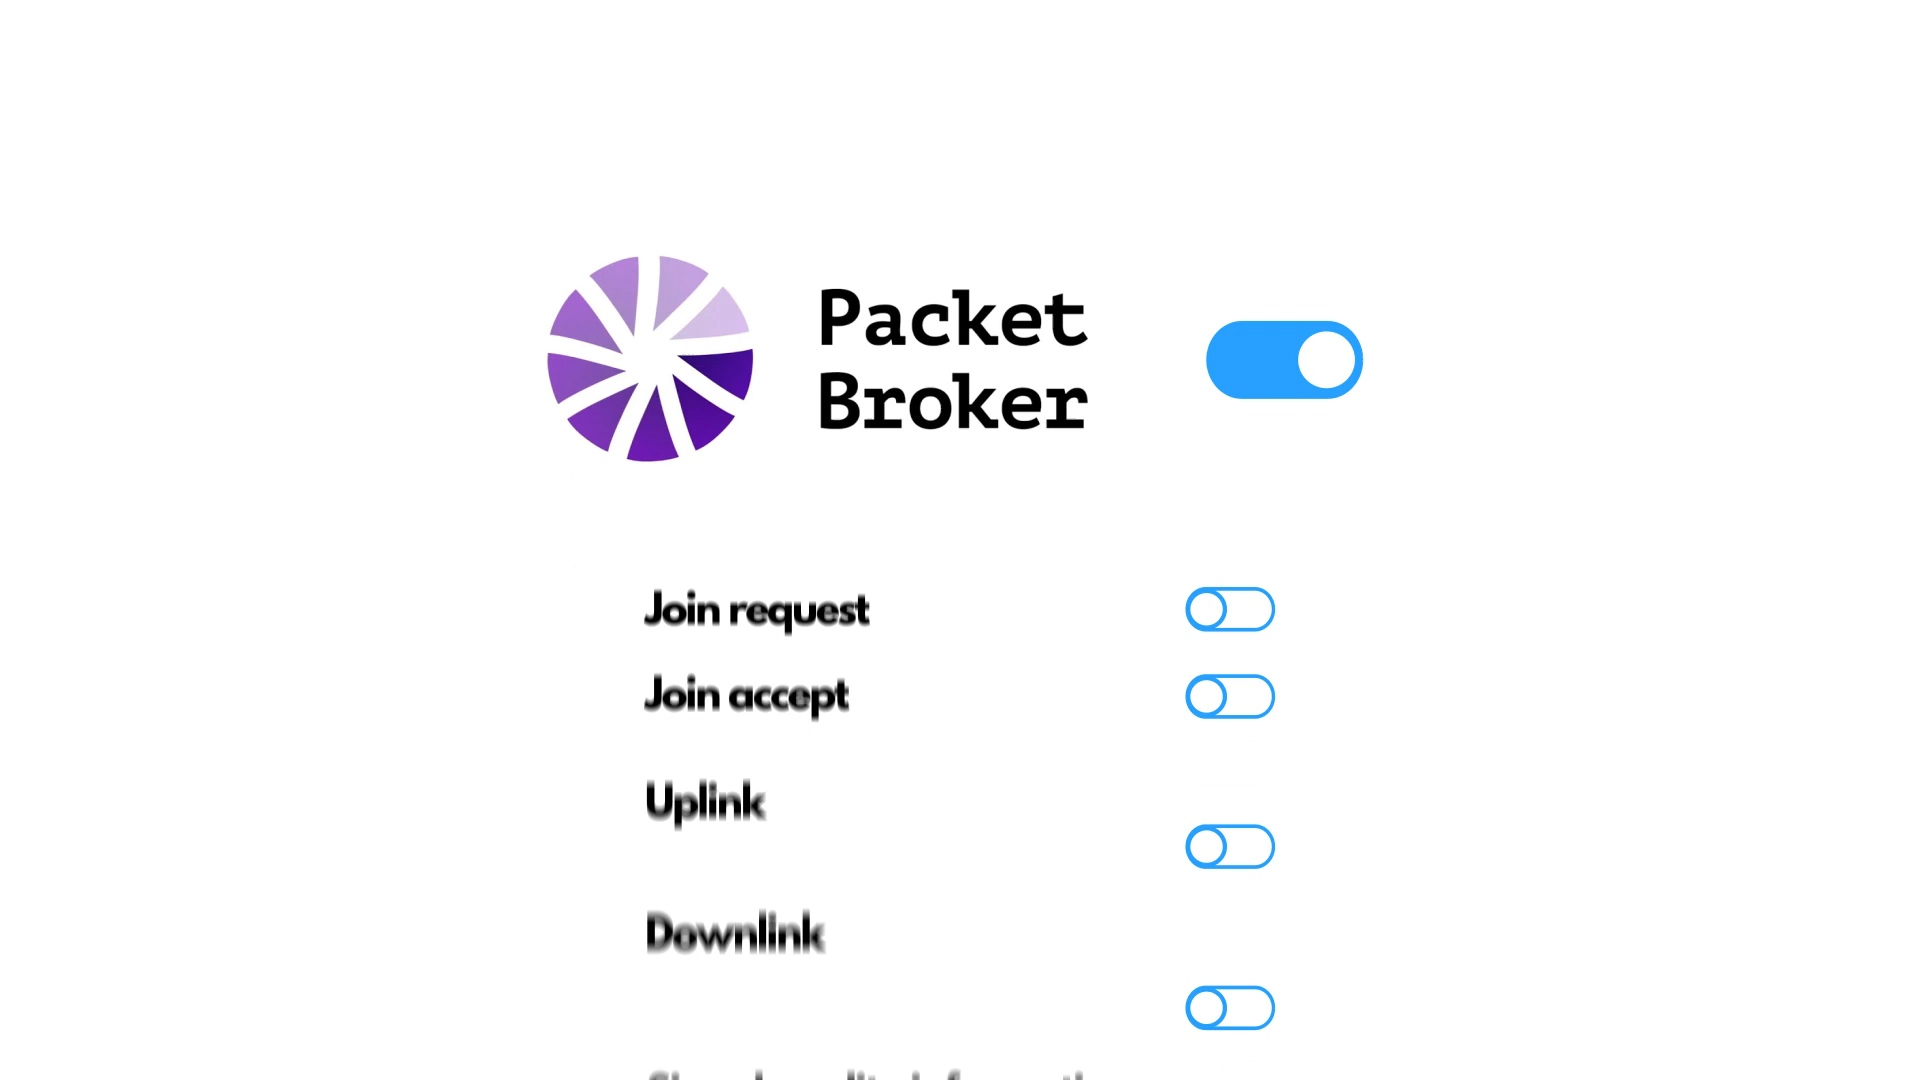 Packet
Broker
Join request
Join accept
Uplink
Downlink